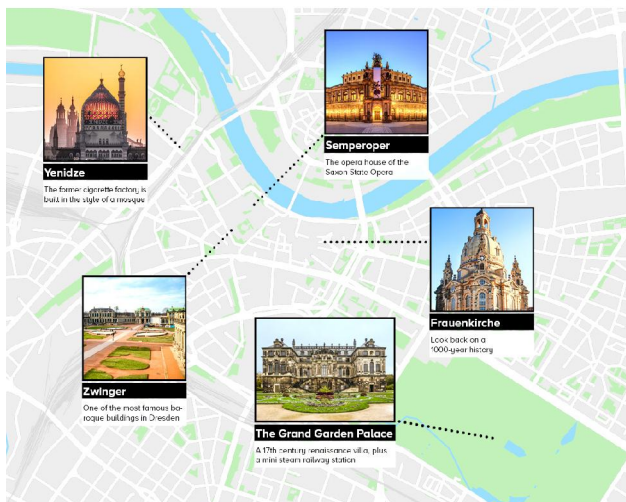 Yenidze
The former cigarette factory is
built in the style of a mosque
Semperoper
The opera house of the
Saxon State Opera
Frauenkirche
Look back on a
1000-year history
Zwinger
One of the most famous ba-
roque buildings in Dresden
The Grand Garden Palace
A 17th century renaissance villa, plus
a mini steam railway station